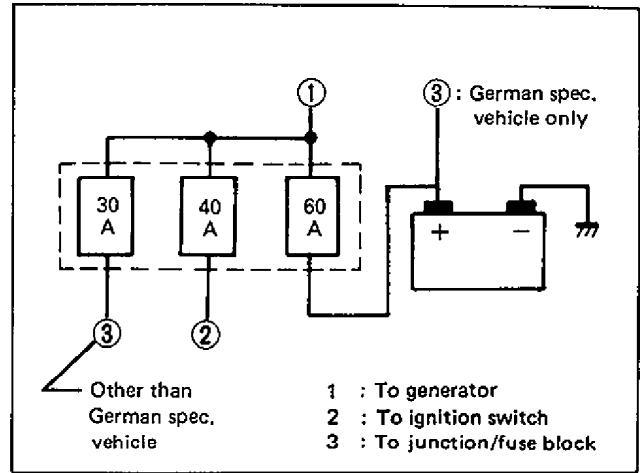 ① ③ : German spec.
vehicle only
30
A
40
A
60
A
+ −
③ ②
Other than
German spec.
vehicle
1 : To generator
2 : To ignition switch
3 : To junction/fuse block